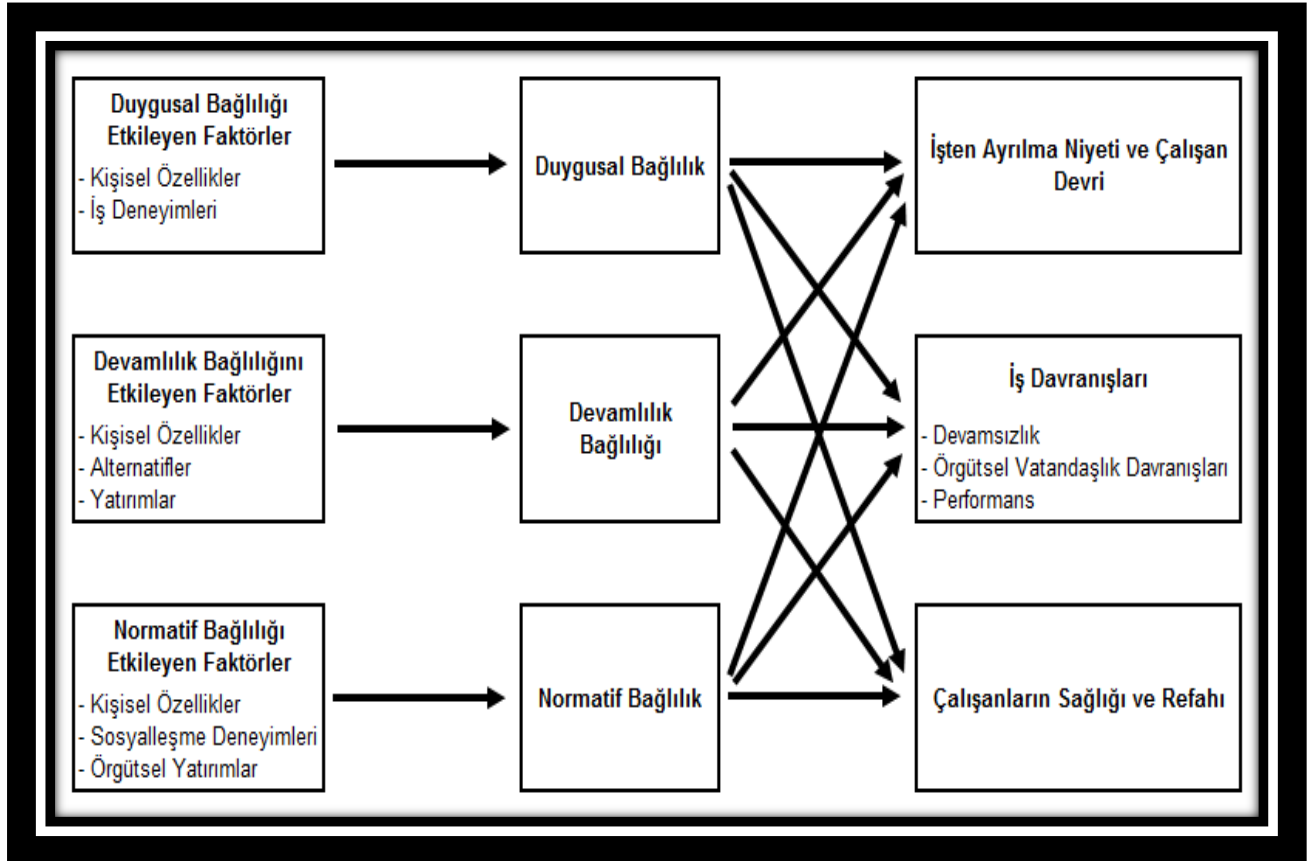 Duygusal Bağlılığı
Etkileyen Faktörler
- Kişisel Özellikler
- İş Deneyimleri
Duygusal Bağlılık
İşten Ayrılma Niyeti ve Çalışan
Devri
Devamlılık Bağlılığını
Etkileyen Faktörler
- Kişisel Özellikler
- Alternatifler
- Yatırımlar
Devamlılık
Bağlılığı
İş Davranışları
- Devamsızlık
- Örgütsel Vatandaşlık Davranışları
- Performans
Normatif Bağlılığı
Etkileyen Faktörler
- Kişisel Özellikler
- Sosyalleşme Deneyimleri
- Örgütsel Yatırımlar
Normatif Bağlılık
Çalışanların Sağlığı ve Refahı